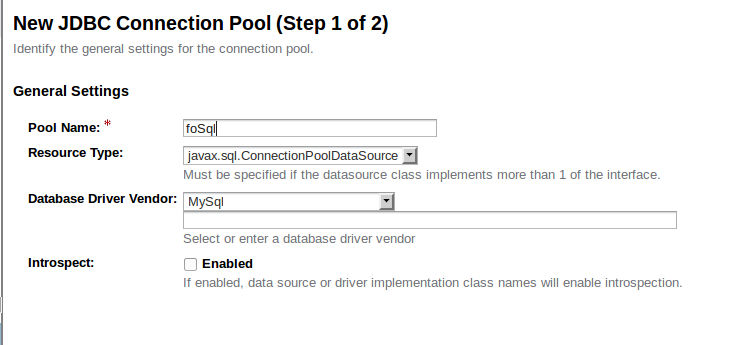 New JDBC Connection Pool (Step 1 of 2)
Identify the general settings for the connection pool.
General Settings
Pool Name: * foSql
Resource Type: javax.sql.ConnectionPoolDataSource
Must be specified if the datasource class implements more than 1 of the interface.
Database Driver Vendor: MySql
Select or enter a database driver vendor
Introspect: Enabled
If enabled, data source or driver implementation class names will enable introspection.